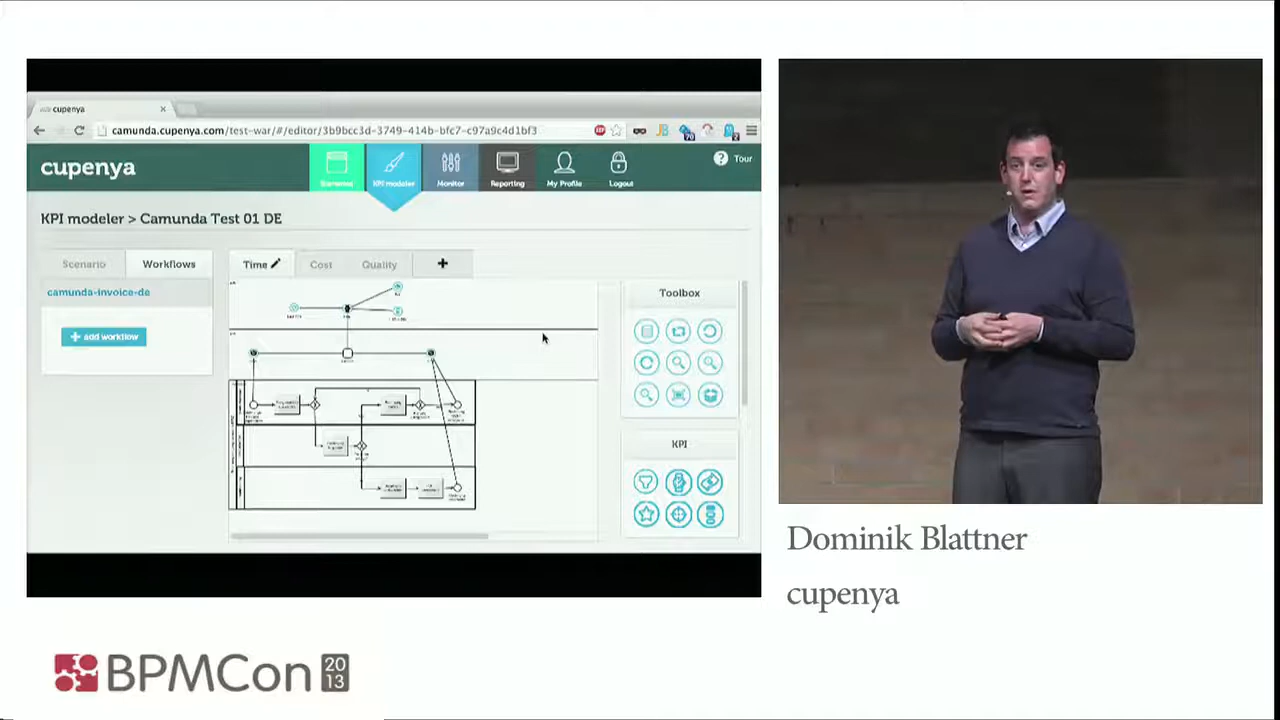 cupenya
camunda.cupenya.com/test-war/#/editor/3b9bcc3d-3749-414b-bfc7-c97a9c4d1bf3
cupenya
KPI modeler
Monitor
Reporting
My Profile
Logout
Tour
KPI modeler > Camunda Test 01 DE
Scenario
Workflows
Time
Cost
Quality
+
camunda-invoice-de
+ add workflow
Toolbox
KPI
Dominik Blattner
cupenya
BPMCon 20
13